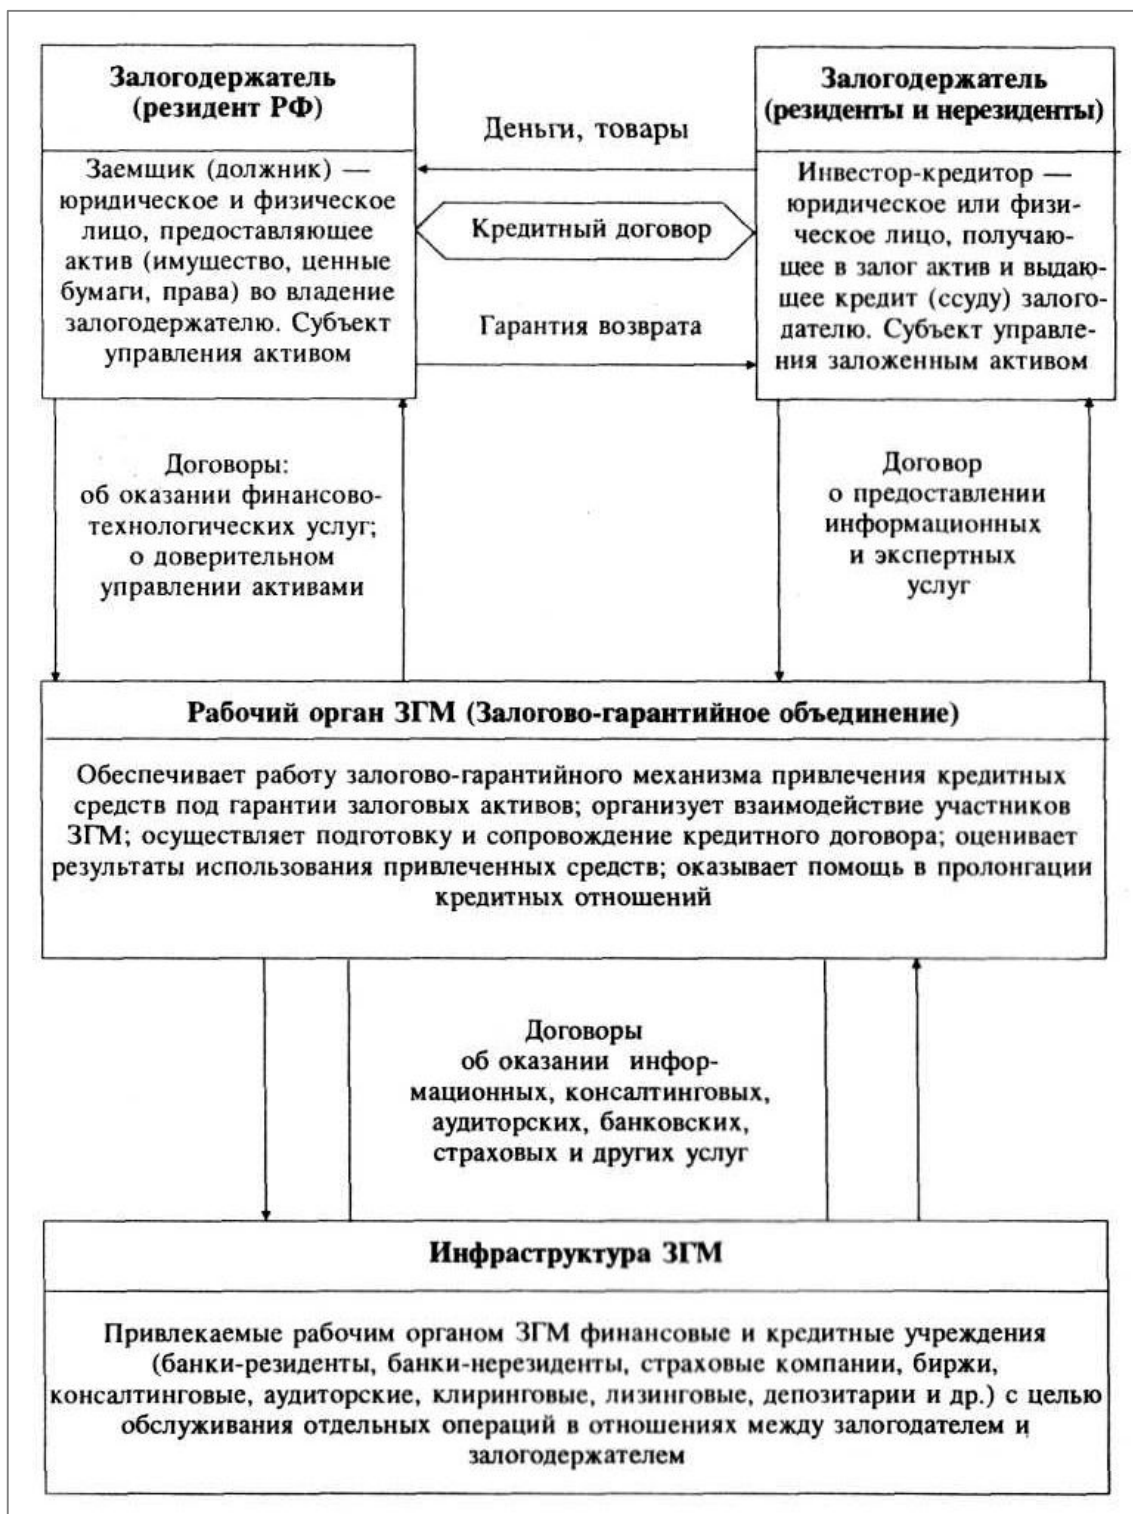 Залогодержатель
(резидент РФ)
Заемщик (должник) —
юридическое и физическое
лицо, предоставляющее
актив (имущество, ценные
бумаги, права) во владение
залогодержателю. Субъект
управления активом
Деньги, товары
Кредитный договор
Гарантия возврата
Залогодержатель
(резиденты и нерезиденты)
Инвестор-кредитор —
юридическое или физи-
ческое лицо, получаю-
щее в залог актив и выдаю-
щее кредит (ссуду) залого-
дателю. Субъект управле-
ния заложенным активом
Договоры:
об оказании финансово-
технологических услуг;
о доверительном
управлении активами
Договор
о предоставлении
информационных
и экспертных
услуг
Рабочий орган ЗГМ (Залогово-гарантийное объединение)
Обеспечивает работу залогово-гарантийного механизма привлечения кредитных
средств под гарантии залоговых активов; организует взаимодействие участников
ЗГМ; осуществляет подготовку и сопровождение кредитного договора; оценивает
результаты использования привлеченных средств; оказывает помощь в пролонгации
кредитных отношений
Договоры
об оказании инфор-
мационных, консалтинговых,
аудиторских, банковских,
страховых и других услуг
Инфраструктура ЗГМ
Привлекаемые рабочим органом ЗГМ финансовые и кредитные учреждения
(банки-резиденты, банки-нерезиденты, страховые компании, биржи,
консалтинговые, аудиторские, клиринговые, лизинговые, депозитарии и др.) с целью
обслуживания отдельных операций в отношениях между залогодателем и
залогодержателем